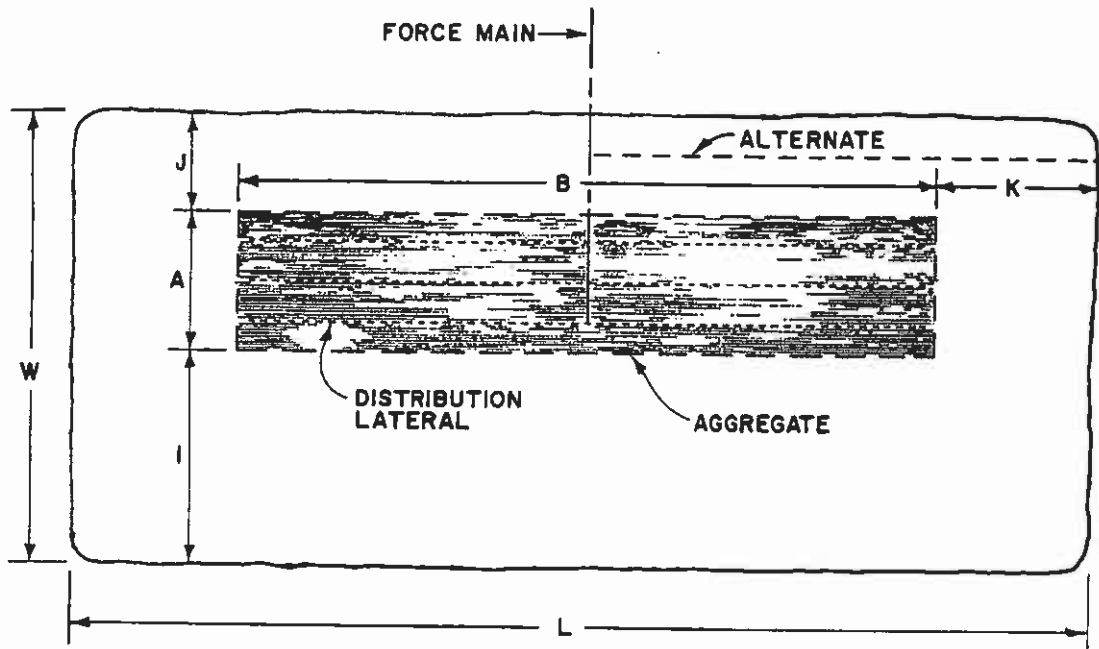 FORCE MAIN
ALTERNATE
J
B
K
A
W
DISTRIBUTION
LATERAL
AGGREGATE
I
L